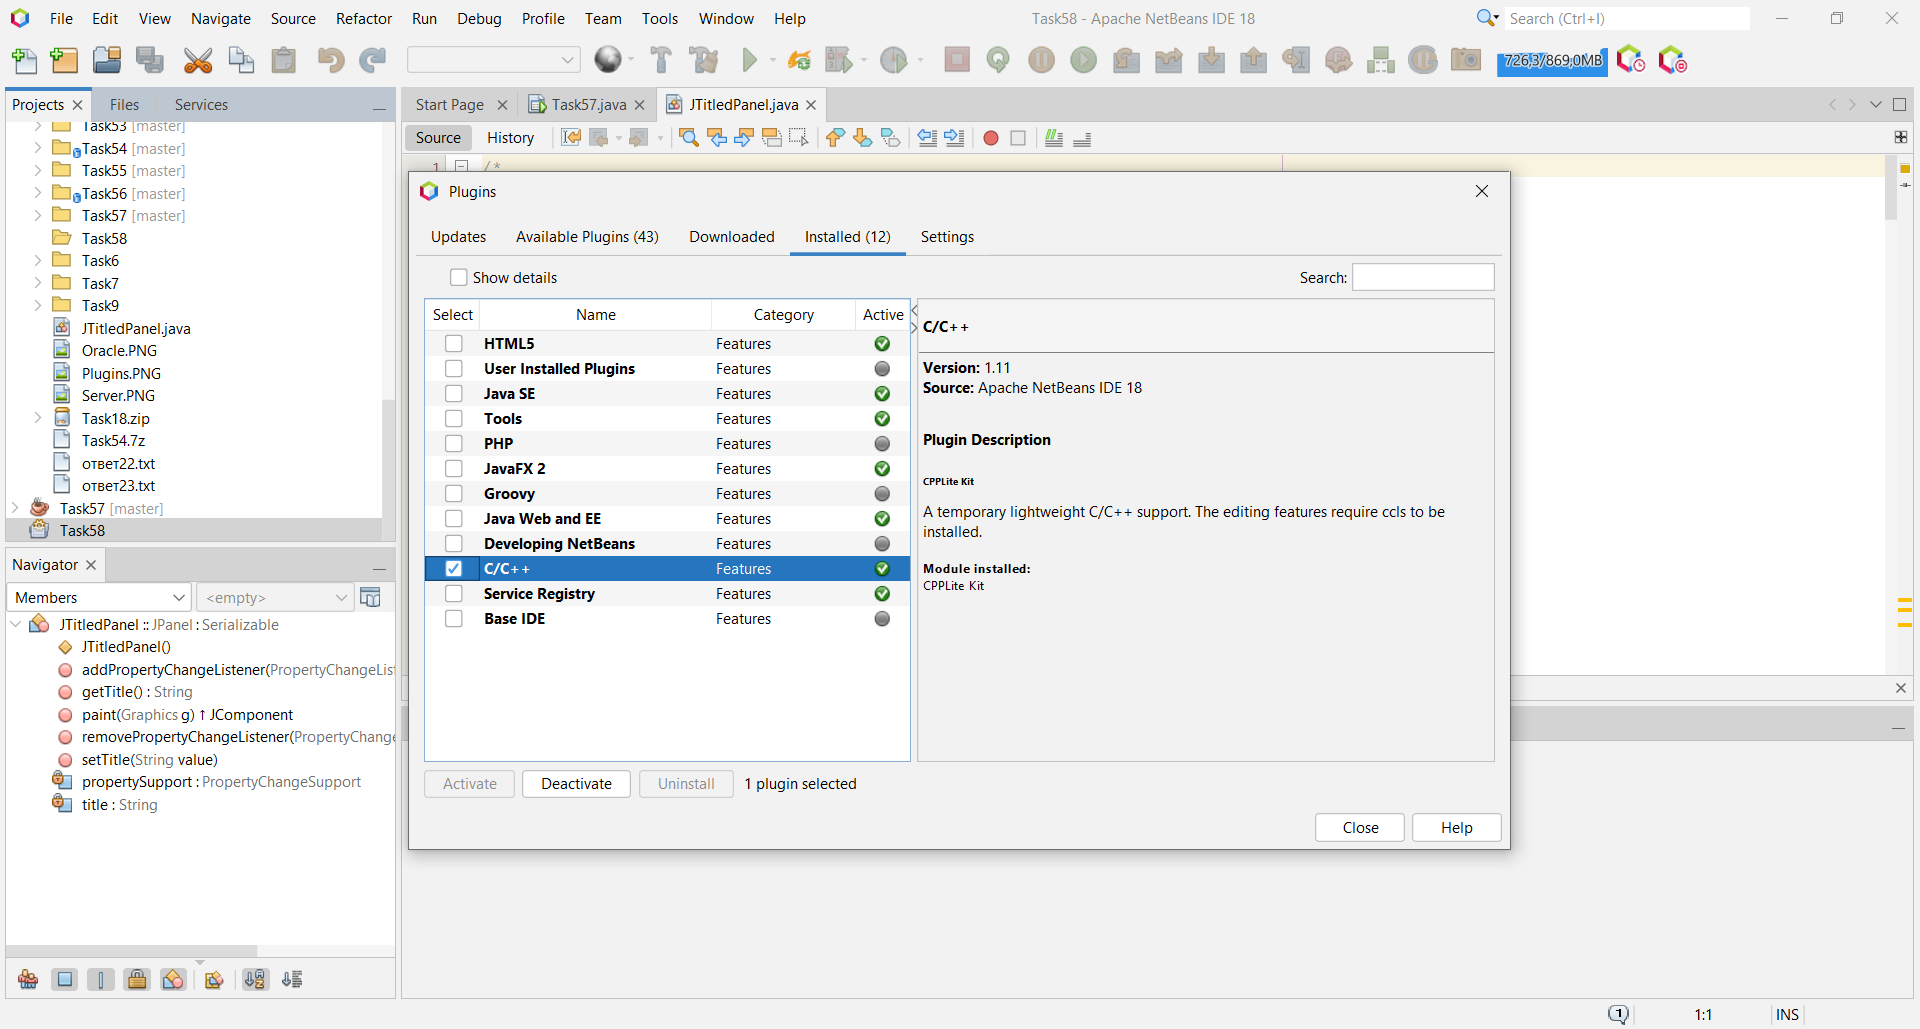 File Edit View Navigate Source Refactor Run Debug Profile Team Tools Window Help
Task58 - Apache NetBeans IDE 18
Search (Ctrl+I)
726,3/869,0MB
Projects Files Services
Task53 [master]
Task54 [master]
Task55 [master]
Task56 [master]
Task57 [master]
Task58
Task6
Task7
Task9
JTitledPanel.java
Oracle.PNG
Plugins.PNG
Server.PNG
Task18.zip
Task54.7z
ответ22.txt
ответ23.txt
Task57 [master]
Task58
Navigator
Members
<empty>
JTitledPanel :: JPanel : Serializable
JTitledPanel()
addPropertyChangeListener(PropertyChangeList
getTitle() : String
paint(Graphics g) ↑ JComponent
removePropertyChangeListener(PropertyChange
setTitle(String value)
propertySupport : PropertyChangeSupport
title : String
Start Page Task57.java JTitledPanel.java
Source History
1 /*
Plugins
Updates Available Plugins (43) Downloaded Installed (12) Settings
Show details
Search:
Select Name Category Active
HTML5 Features
User Installed Plugins Features
Java SE Features
Tools Features
PHP Features
JavaFX 2 Features
Groovy Features
Java Web and EE Features
Developing NetBeans Features
C/C++ Features
Service Registry Features
Base IDE Features
C/C++
Version: 1.11
Source: Apache NetBeans IDE 18
Plugin Description
CPPLite Kit
A temporary lightweight C/C++ support. The editing features require ccls to be
installed.
Module installed:
CPPLite Kit
Activate Deactivate Uninstall 1 plugin selected
Close Help
1 1:1 INS